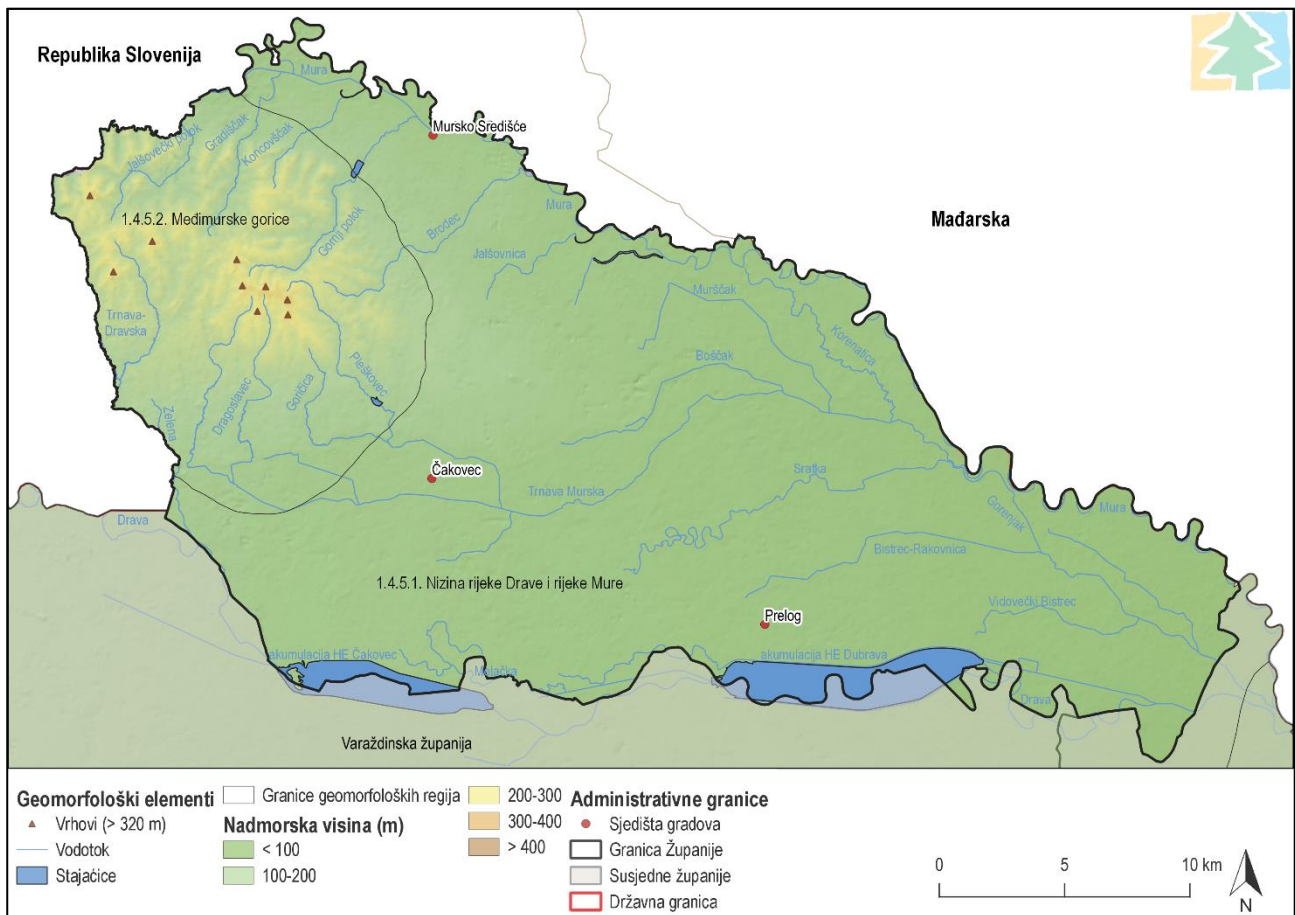 Republika Slovenija
Mura
Mursko Središće
Jalšovečki potok
Gradiščak
Koncovščak
Mađarska
1.4.5.2. Međimurske gorice
Gornji potok
Brodec
Mura
Jalšovnica
Murščak
Trnava-
Dravska
Korenatica
Boščak
Pleškovec
Goričica
Dragoslavec
Zelena
Čakovec
Sratka
Trnava Murska
Gorenjak
Mura
Drava
Bistrec-Rakovnica
1.4.5.1. Nizina rijeke Drave i rijeke Mure
Vidovečki Bistrec
Prelog
akumulacija HE Čakovec
akumulacija HE Dubrava
Malačka
Drava
Varaždinska županija
Geomorfološki elementi
Vrhovi (> 320 m)
Vodotok
Stajaćice
Granice geomorfoloških regija
Nadmorska visina (m)
< 100
100-200
200-300
300-400
> 400
Administrativne granice
Sjedišta gradova
Granica Županije
Susjedne županije
Državna granica
0 5 10 km
N